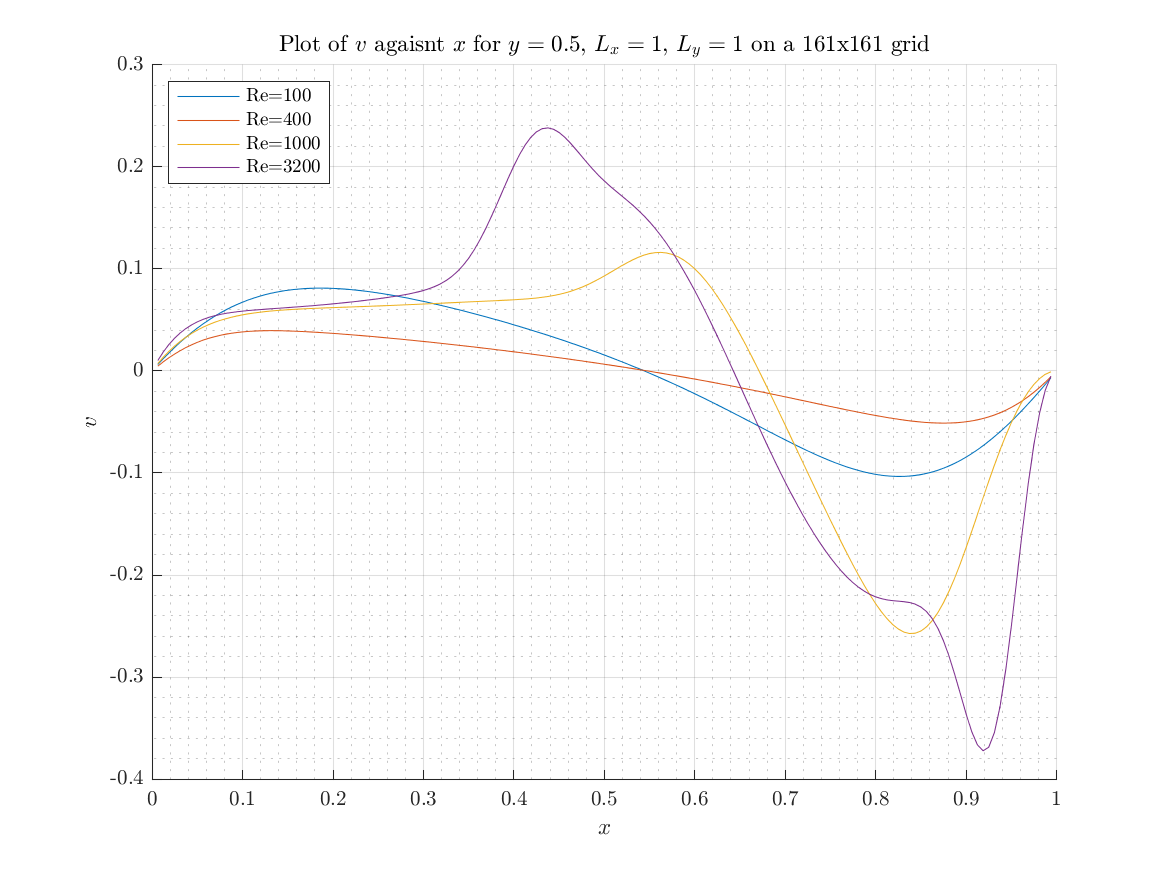 Plot of v agaisnt x for y = 0.5, Lₓ = 1, L_y = 1 on a 161x161 grid
0.3
Re=100
Re=400
Re=1000
Re=3200
0.2
0.1
0
v
-0.1
-0.2
-0.3
-0.4
0 0.1 0.2 0.3 0.4 0.5 0.6 0.7 0.8 0.9 1
x